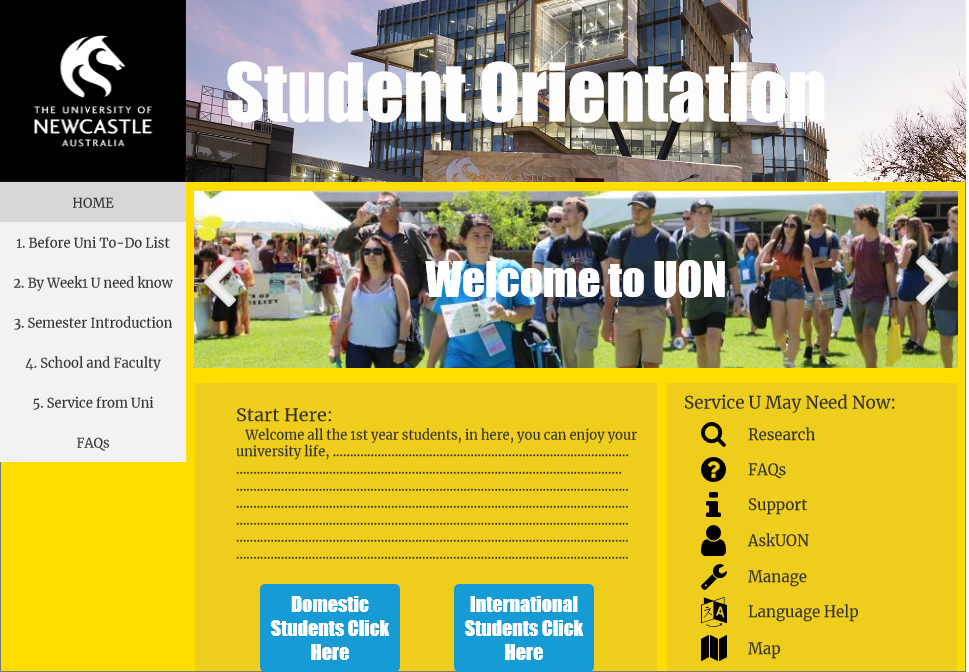 THE UNIVERSITY OF
NEWCASTLE
AUSTRALIA
Student Orientation
NEWCASTLE
HOME
1. Before Uni To-Do List
2. By Week1 U need know
3. Semester Introduction
4. School and Faculty
5. Service from Uni
FAQs
Welcome to UON
Start Here:
Welcome all the 1st year students, in here, you can enjoy your
university life, ......................................................................................
................................................................................................................
..................................................................................................................
..................................................................................................................
..................................................................................................................
..................................................................................................................
..................................................................................................................
Domestic
Students Click
Here
International
Students Click
Here
Service U May Need Now:
Research
FAQs
Support
AskUON
Manage
Language Help
Map